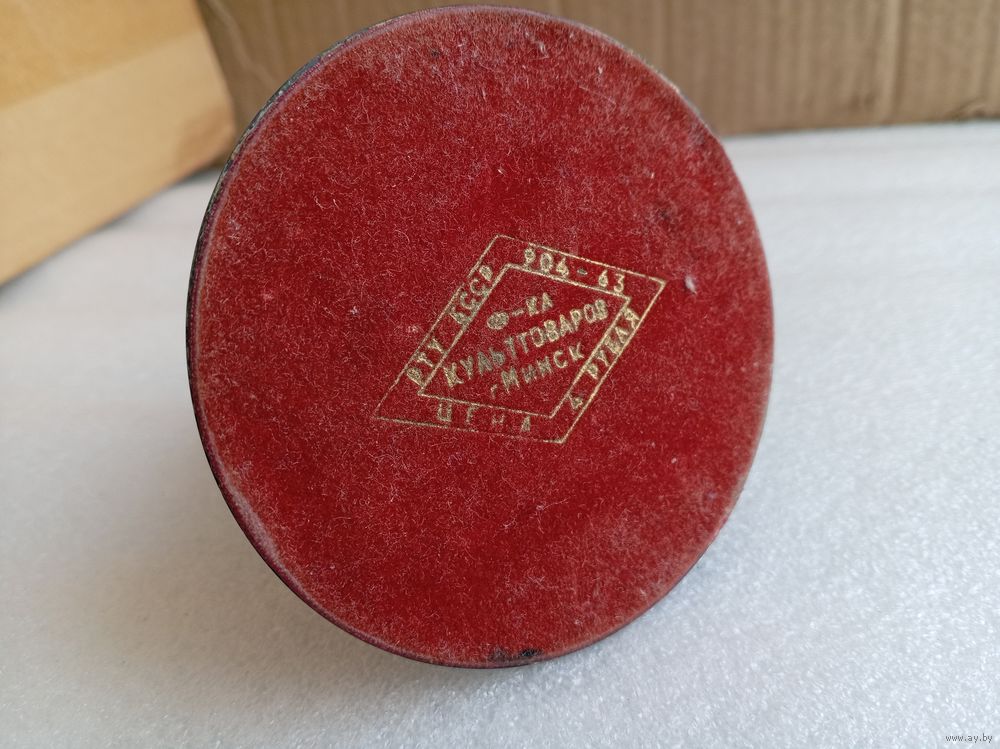 РТУ БССР 904-63
Ф-КА
КУЛЬТТОВАРОВ
г. Минск
ЦЕНА 4 РУБЛЯ
www.ay.by